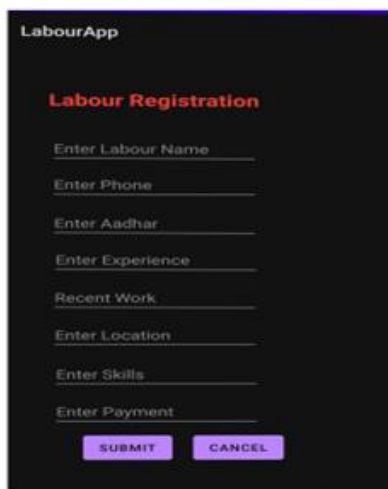 LabourApp
Labour Registration
Enter Labour Name
Enter Phone
Enter Aadhar
Enter Experience
Recent Work
Enter Location
Enter Skills
Enter Payment
SUBMIT CANCEL